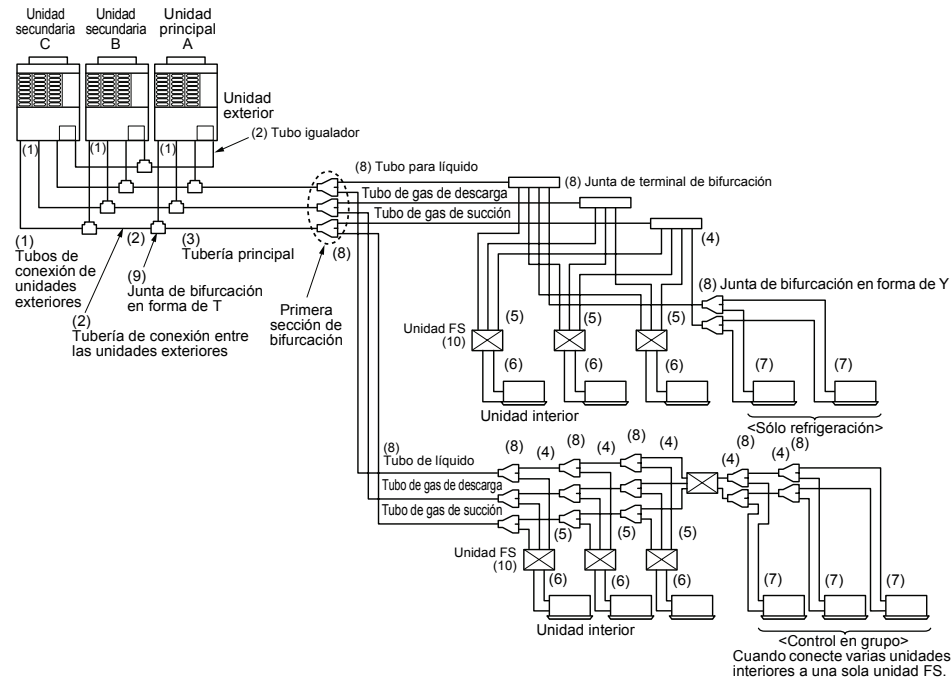 Unidad
secundaria
C
Unidad
secundaria
B
Unidad
principal
A
Unidad
exterior
(2) Tubo igualador
(1)
(1)
(1)
(8) Tubo para líquido
(8) Junta de terminal de bifurcación
Tubo de gas de descarga
Tubo de gas de succión
(4)
(1)
Tubos de
conexión de
unidades
exteriores
(2)
(3)
Tubería principal
(8)
(9)
Junta de bifurcación
en forma de T
(2)
Tubería de conexión entre
las unidades exteriores
Primera
sección de
bifurcación
(8) Junta de bifurcación en forma de Y
Unidad FS
(10)
(5)
(5)
(5)
(6)
(6)
(6)
(7)
(7)
Unidad interior
<Sólo refrigeración>
(8)
Tubo de líquido
(8)
(4)
(8)
(4)
(8)
(4)
(8)
(4)
(4)
(8)
Tubo de gas de descarga
Tubo de gas de succión
Unidad FS
(10)
(5)
(5)
(5)
(6)
(6)
(6)
(7)
(7)
(7)
Unidad interior
<Control en grupo>
Cuando conecte varias unidades
interiores a una sola unidad FS.